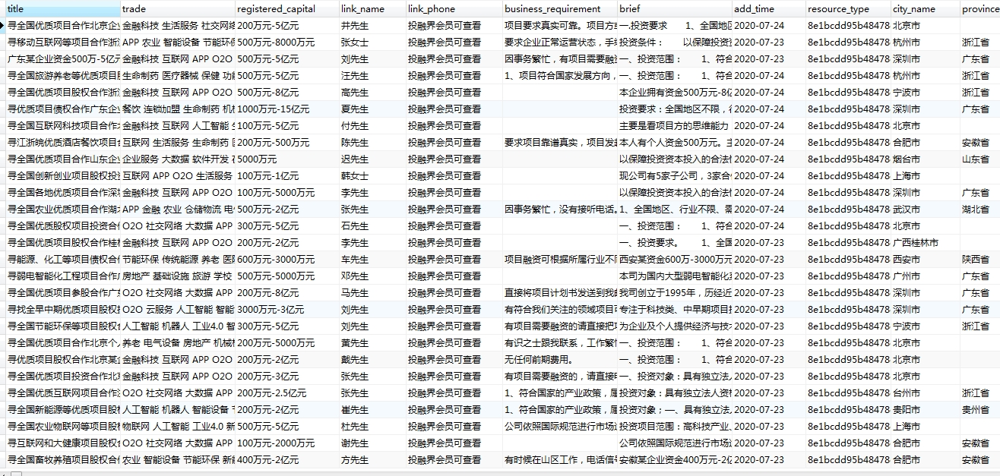 title trade registered_capital link_name link_phone business_requirement brief add_time resource_type city_name province
寻全国优质项目合作北京企 金融科技 生活服务 社交网络 200万元-5亿元 井先生 投融界会员可查看 项目要求真实可靠。项目方 一.投资要求 1、全国地 2020-07-24 8e1bcdd95b48478 北京市
寻移动互联网等优质项目 APP 农业 智能设备 节能环 500万元-8000万元 张女士 投融界会员可查看 要求企业正常运营状态，手 投资条件： 以保障投资 2020-07-23 8e1bcdd95b48478 杭州市 浙江省
广东某企业资金500万-5亿元 金融科技 互联网 APP O2O 500万元-5亿元 刘先生 投融界会员可查看 因事务繁忙，有项目需要融 一、投资范围： 1、符合 2020-07-24 8e1bcdd95b48478 深圳市 广东省
寻全国旅游养老等优质项目 生命制药 医疗器械 保健 功 500万元-5亿元 汪先生 投融界会员可查看 1、项目符合国家发展方向， 一、投资范围： 1、符合 2020-07-24 8e1bcdd95b48478 杭州市 浙江省
寻全国优质项目股权合作浙 金融科技 互联网 APP O2O 500万元-8亿元 高先生 投融界会员可查看 本企业拥有资金500万元-8亿 2020-07-24 8e1bcdd95b48478 宁波市 浙江省
寻优质项目债权合作广东企 餐饮 连锁加盟 生命制药 机 1000万元-15亿元 夏先生 投融界会员可查看 投资要求：全国地区不限，行 2020-07-24 8e1bcdd95b48478 深圳市 广东省
寻全国互联网科技项目合作 金融科技 互联网 人工智能 500万元-5亿元 付先生 投融界会员可查看 主要是看项目方的思维能力 2020-07-24 8e1bcdd95b48478 北京市
寻江浙皖优质酒店餐饮项目 互联网 生活服务 生命制药 200万元-500万元 陈先生 投融界会员可查看 要求项目靠谱真实，项目发 本人有个人资金500万元。主 2020-07-24 8e1bcdd95b48478 合肥市 安徽省
寻全国优质项目合作山东企 企业服务 大数据 软件开发 5000万元 迟先生 投融界会员可查看 以保障投资资本投入的合法 2020-07-24 8e1bcdd95b48478 烟台市 山东省
寻全国创新创业项目股权投 互联网 APP O2O 生活服务 100万元-1亿元 韩女士 投融界会员可查看 现公司有5家子公司，3家合 2020-07-24 8e1bcdd95b48478 上海市
寻全国各地优质项目合作深 金融科技 互联网 APP O2O 100万元-5000万元 李先生 投融界会员可查看 以保障投资资本投入的合法 2020-07-24 8e1bcdd95b48478 深圳市 广东省
寻全国农业优质项目合作湖 APP 金融 农业 仓储物流 电 500万元-2亿元 张先生 投融界会员可查看 因事务繁忙，没有接听电话。 1、全国地区、行业不限、需 2020-07-24 8e1bcdd95b48478 武汉市 湖北省
寻全国优质股权项目投资合 O2O 社交网络 大数据 APP 300万元-5亿元 石先生 投融界会员可查看 一、投资范围： 1、符合 2020-07-24 8e1bcdd95b48478 北京市
寻全国优质项目股权合作桂 金融科技 互联网 APP O2O 200万元-2亿元 李先生 投融界会员可查看 一、投资要求。 1、全国 2020-07-23 8e1bcdd95b48478 广西桂林市
寻能源、化工等项目债权合 节能环保 传统能源 养老 医 600万元-3000万元 车先生 投融界会员可查看 项目融资可根据所属行业不 西安某资金600万-3000万元 2020-07-23 8e1bcdd95b48478 西安市 陕西省
寻弱电智能化工程项目合作 房地产 基础设施 旅游 学校 500万元-5000万元 邓先生 投融界会员可查看 本司为国内大型弱电智能化 2020-07-23 8e1bcdd95b48478 广州市 广东省
寻全国优质项目参股合作广 O2O 社交网络 大数据 APP 200万元-8亿元 马先生 投融界会员可查看 直接将项目计划书发送到我 我司创立于1995年，历经近 2020-07-23 8e1bcdd95b48478 深圳市 广东省
寻找全早中期优质项目股权 O2O 云服务 人工智能 智能 3000万元-3亿元 刘先生 投融界会员可查看 有符合我们关注的领域项目 专注于科技类、中早期项目 2020-07-23 8e1bcdd95b48478 深圳市 广东省
寻全国节能环保等项目股权 人工智能 机器人 工业4.0 智 300万元-5亿元 刘先生 投融界会员可查看 有项目需要融资的请直接把 为企业及个人提供经济与技 2020-07-23 8e1bcdd95b48478 宁波市 浙江省
寻全国优质项目合作北京个 养老 电气设备 房地产 机械 200万元-5000万元 黄先生 投融界会员可查看 有识之士跟我联系，工作繁 一、投资范围： 1、符合 2020-07-23 8e1bcdd95b48478 北京市
寻优质项目股权合作北京某 金融科技 互联网 APP O2O 200万元-2亿元 戴先生 投融界会员可查看 无任何前期费用。 一、投资范围： 1、符合 2020-07-23 8e1bcdd95b48478 北京市
寻全国优质项目投资合作北 金融科技 互联网 APP O2O 200万元-3亿元 张先生 投融界会员可查看 有项目需要融资的，请直接 一、投资对象：具有独立法 2020-07-23 8e1bcdd95b48478 北京市
寻全国优质互联网项目合作 O2O 社交网络 大数据 APP 200万元-2.5亿元 张先生 投融界会员可查看 1、符合国家的产业政策，属 投资对象：具有独立法人资 2020-07-23 8e1bcdd95b48478 台州市 浙江省
寻全国新能源等优质项目股 人工智能 机器人 智能设备 200万元-2亿元 崔先生 投融界会员可查看 1、符合国家的产业政策，属 投资对象；一、具有独立法 2020-07-23 8e1bcdd95b48478 贵阳市 贵州省
寻全国农业物联网等项目股 物联网 人工智能 工业4.0 新 500万元-5亿元 杜先生 投融界会员可查看 公司依照国际规范进行市场 投资项目范围：高科技产业、 2020-07-23 8e1bcdd95b48478 上海市
寻互联网和大健康项目股权 O2O 社交网络 大数据 APP 100万元-2000万元 谢先生 投融界会员可查看 公司依照国际规范进行市场 2020-07-23 8e1bcdd95b48478 合肥市 安徽省
寻全国畜牧养殖项目股权合 农业 智能设备 节能环保 新 400万元-2亿元 方先生 投融界会员可查看 有时候在山区工作，电话信 安徽某企业资金400万元-2亿 2020-07-23 8e1bcdd95b48478 合肥市 安徽省